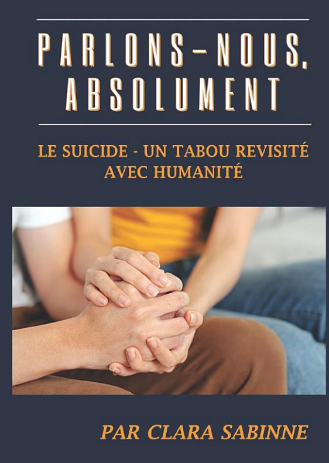 PARLONS-NOUS,
ABSOLUMENT
LE SUICIDE - UN TABOU REVISITÉ
AVEC HUMANITÉ
PAR CLARA SABINNE